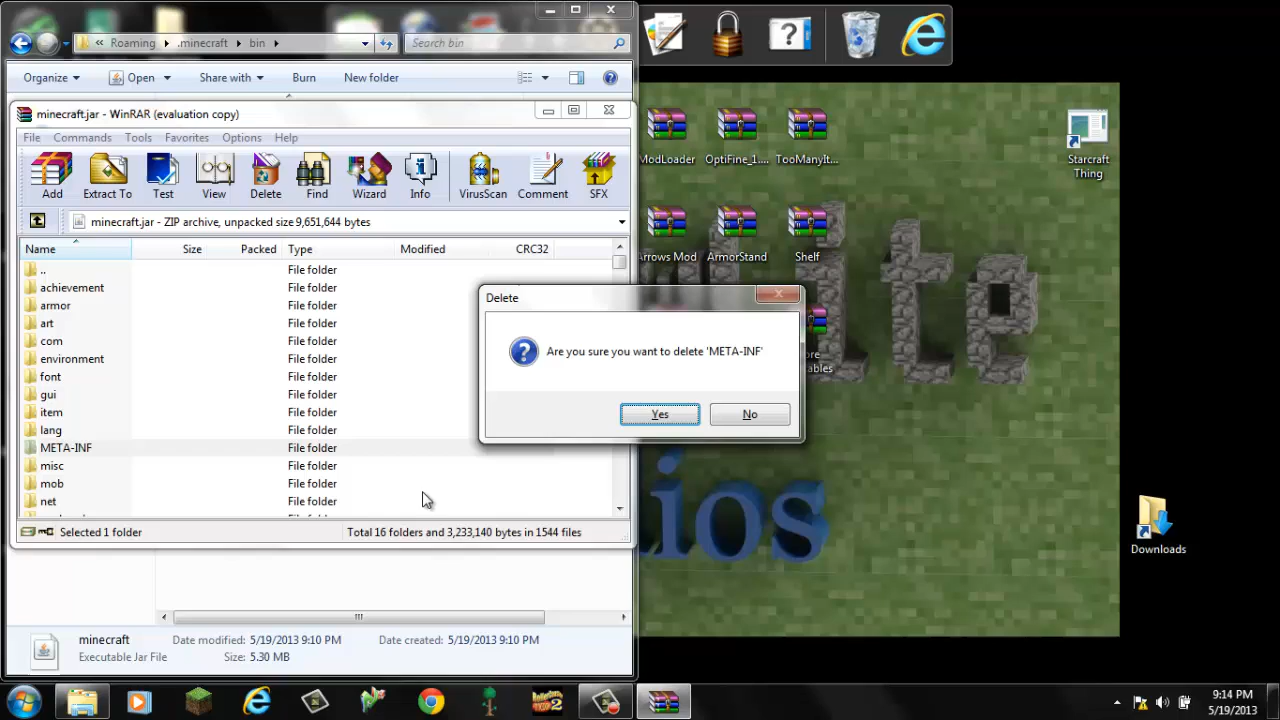 « Roaming .minecraft bin Search bin
Organize Open Share with Burn New folder
minecraft.jar - WinRAR (evaluation copy)
File Commands Tools Favorites Options Help
Add Extract To Test View Delete Find Wizard Info VirusScan Comment SFX
minecraft.jar - ZIP archive, unpacked size 9,651,644 bytes
Name Size Packed Type Modified CRC32
.. File folder
achievement File folder
armor File folder
art File folder
com File folder
environment File folder
font File folder
gui File folder
item File folder
lang File folder
META-INF File folder
misc File folder
mob File folder
net File folder
Selected 1 folder Total 16 folders and 3,233,140 bytes in 1544 files
minecraft Date modified: 5/19/2013 9:10 PM Date created: 5/19/2013 9:10 PM
Executable Jar File Size: 5.30 MB
Delete
Are you sure you want to delete 'META-INF'
Yes No
ModLoader OptiFine_1.... TooManyIt...
Arrows Mod ArmorStand Shelf
Starcraft
Thing
te
ios
Downloads
9:14 PM
5/19/2013